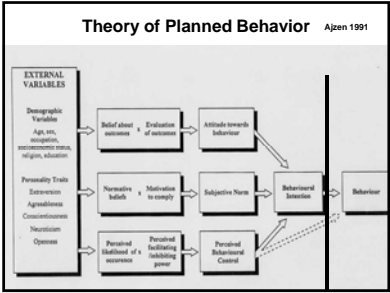 Theory of Planned Behavior Ajzen 1991
EXTERNAL
VARIABLES
Demographic
Variables
Age, sex,
occupation,
socioeconomic status,
religion, education
Personality Traits
Extraversion
Agreeableness
Conscientiousness
Neuroticism
Openness
Belief about
outcomes
x
Evaluation
of outcomes
Attitude towards
behaviour
Normative
beliefs
x
Motivation
to comply
Subjective Norm
Behavioural
Intention
Behaviour
Perceived
likelihood of
occurence
x
Perceived
facilitating
/inhibiting
power
Perceived
Behavioural
Control